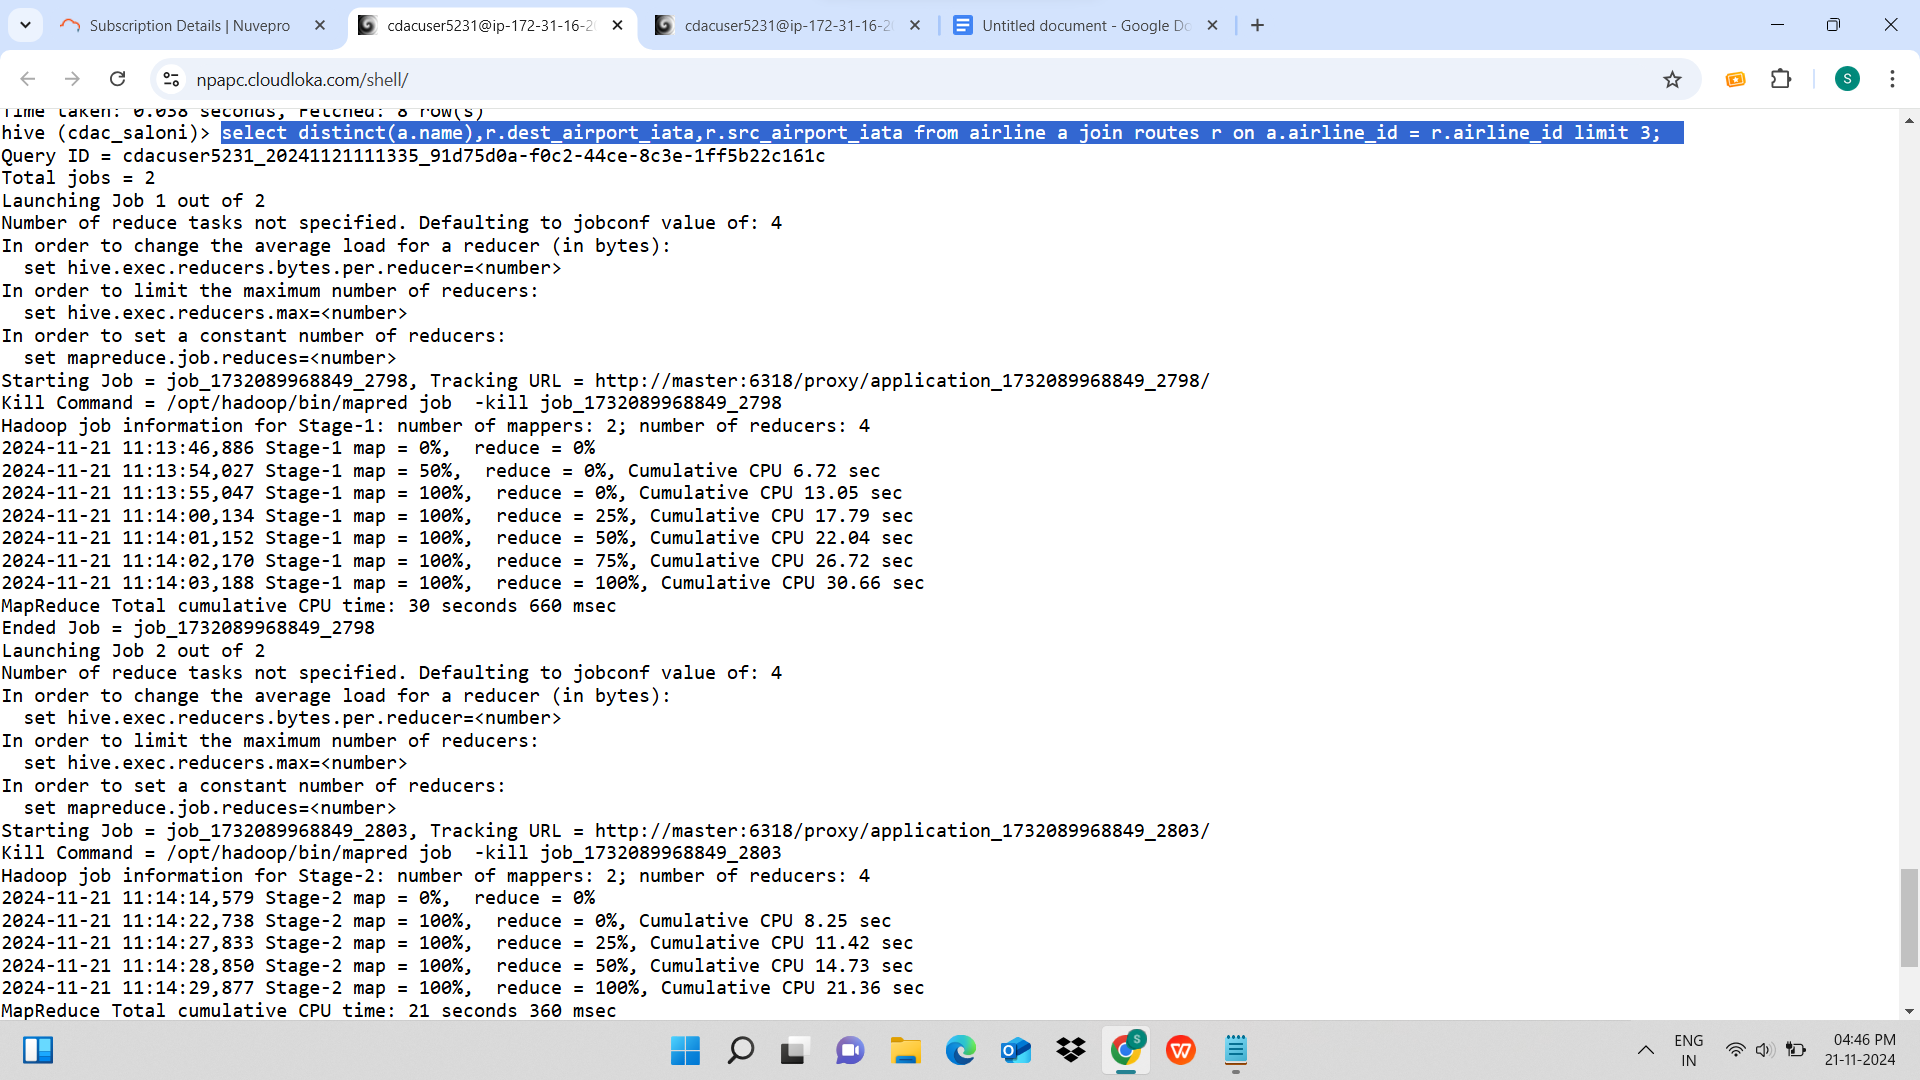 Subscription Details | Nuvepro
cdacuser5231@ip-172-31-16-2
cdacuser5231@ip-172-31-16-2
Untitled document - Google Do
npapc.cloudloka.com/shell/
S
Time taken: 0.038 seconds, Fetched: 8 row(s)
hive (cdac_saloni)> select distinct(a.name),r.dest_airport_iata,r.src_airport_iata from airline a join routes r on a.airline_id = r.airline_id limit 3;
Query ID = cdacuser5231_20241121111335_91d75d0a-f0c2-44ce-8c3e-1ff5b22c161c
Total jobs = 2
Launching Job 1 out of 2
Number of reduce tasks not specified. Defaulting to jobconf value of: 4
In order to change the average load for a reducer (in bytes):
  set hive.exec.reducers.bytes.per.reducer=<number>
In order to limit the maximum number of reducers:
  set hive.exec.reducers.max=<number>
In order to set a constant number of reducers:
  set mapreduce.job.reduces=<number>
Starting Job = job_1732089968849_2798, Tracking URL = http://master:6318/proxy/application_1732089968849_2798/
Kill Command = /opt/hadoop/bin/mapred job  -kill job_1732089968849_2798
Hadoop job information for Stage-1: number of mappers: 2; number of reducers: 4
2024-11-21 11:13:46,886 Stage-1 map = 0%,  reduce = 0%
2024-11-21 11:13:54,027 Stage-1 map = 50%,  reduce = 0%, Cumulative CPU 6.72 sec
2024-11-21 11:13:55,047 Stage-1 map = 100%,  reduce = 0%, Cumulative CPU 13.05 sec
2024-11-21 11:14:00,134 Stage-1 map = 100%,  reduce = 25%, Cumulative CPU 17.79 sec
2024-11-21 11:14:01,152 Stage-1 map = 100%,  reduce = 50%, Cumulative CPU 22.04 sec
2024-11-21 11:14:02,170 Stage-1 map = 100%,  reduce = 75%, Cumulative CPU 26.72 sec
2024-11-21 11:14:03,188 Stage-1 map = 100%,  reduce = 100%, Cumulative CPU 30.66 sec
MapReduce Total cumulative CPU time: 30 seconds 660 msec
Ended Job = job_1732089968849_2798
Launching Job 2 out of 2
Number of reduce tasks not specified. Defaulting to jobconf value of: 4
In order to change the average load for a reducer (in bytes):
  set hive.exec.reducers.bytes.per.reducer=<number>
In order to limit the maximum number of reducers:
  set hive.exec.reducers.max=<number>
In order to set a constant number of reducers:
  set mapreduce.job.reduces=<number>
Starting Job = job_1732089968849_2803, Tracking URL = http://master:6318/proxy/application_1732089968849_2803/
Kill Command = /opt/hadoop/bin/mapred job  -kill job_1732089968849_2803
Hadoop job information for Stage-2: number of mappers: 2; number of reducers: 4
2024-11-21 11:14:14,579 Stage-2 map = 0%,  reduce = 0%
2024-11-21 11:14:22,738 Stage-2 map = 100%,  reduce = 0%, Cumulative CPU 8.25 sec
2024-11-21 11:14:27,833 Stage-2 map = 100%,  reduce = 25%, Cumulative CPU 11.42 sec
2024-11-21 11:14:28,850 Stage-2 map = 100%,  reduce = 50%, Cumulative CPU 14.73 sec
2024-11-21 11:14:29,877 Stage-2 map = 100%,  reduce = 100%, Cumulative CPU 21.36 sec
MapReduce Total cumulative CPU time: 21 seconds 360 msec
ENG
IN
04:46 PM
21-11-2024